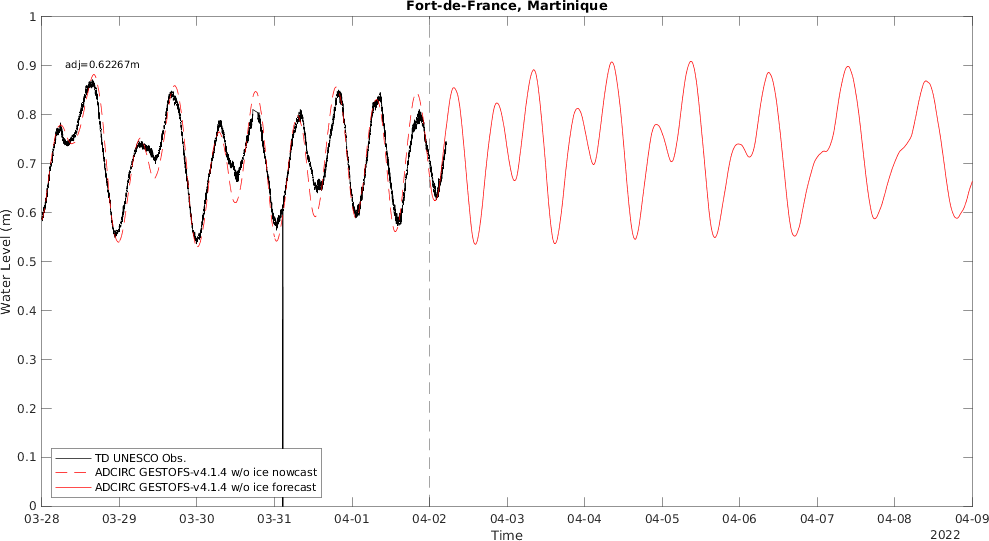 Fort-de-France, Martinique
1
0.9
adj=0.62267m
0.8
0.7
0.6
0.5
0.4
0.3
0.2
0.1
0
Water Level (m)
TD UNESCO Obs.
ADCIRC GESTOFS-v4.1.4 w/o ice nowcast
ADCIRC GESTOFS-v4.1.4 w/o ice forecast
03-28 03-29 03-30 03-31 04-01 04-02 04-03 04-04 04-05 04-06 04-07 04-08 04-09
Time
2022